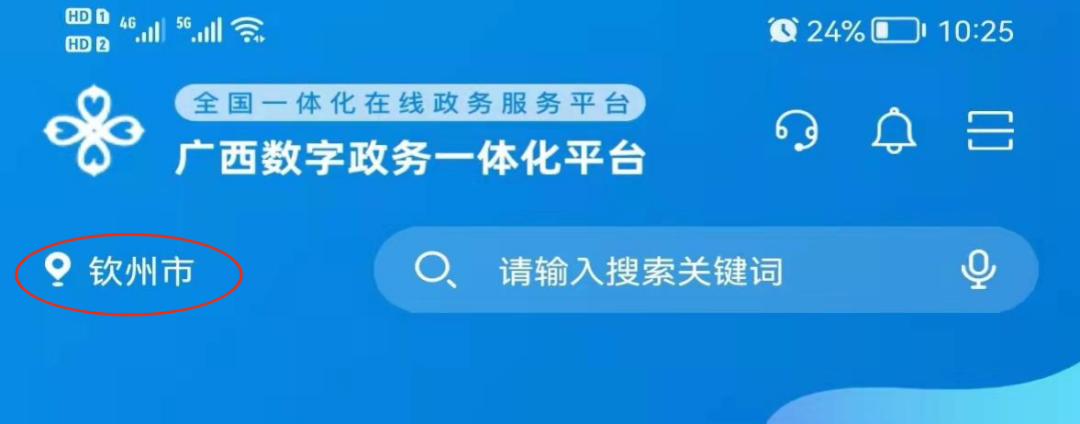 HD 1 4G 5G 24% 10:25
HD 2
全国一体化在线政务服务平台
广西数字政务一体化平台
钦州市 请输入搜索关键词